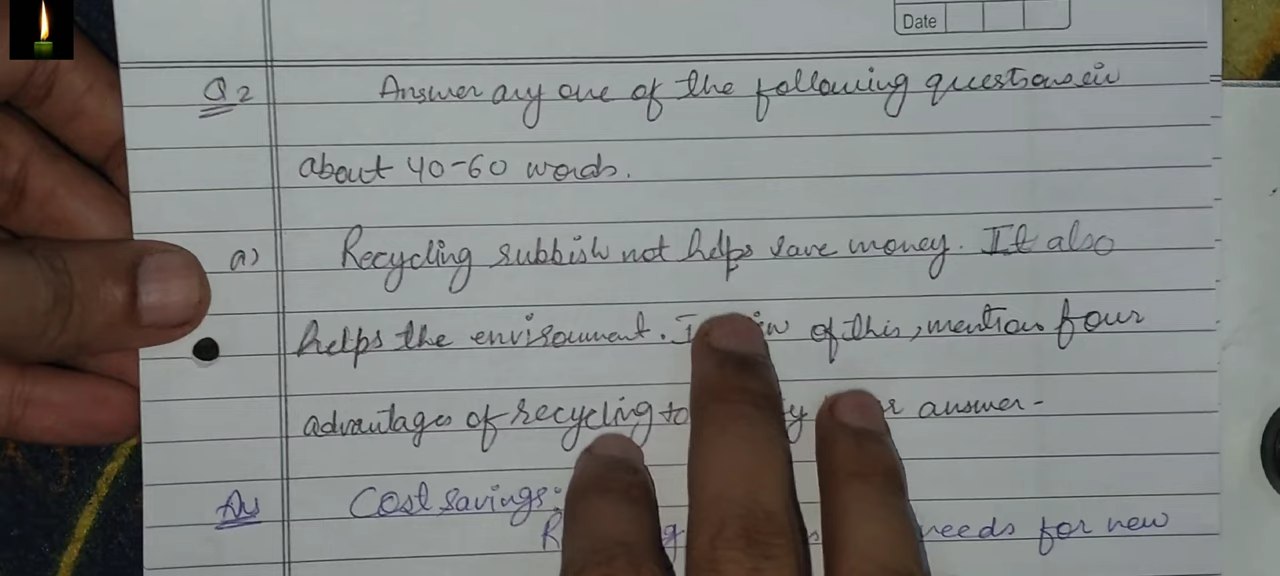 Date
Q2 Answer any one of the following questions in
about 40-60 words.
a) Recycling rubbish not helps save money. It also
helps the environment. of this, mention four
advantages of recycling to answer-
Ans Cost savings:
needs for new